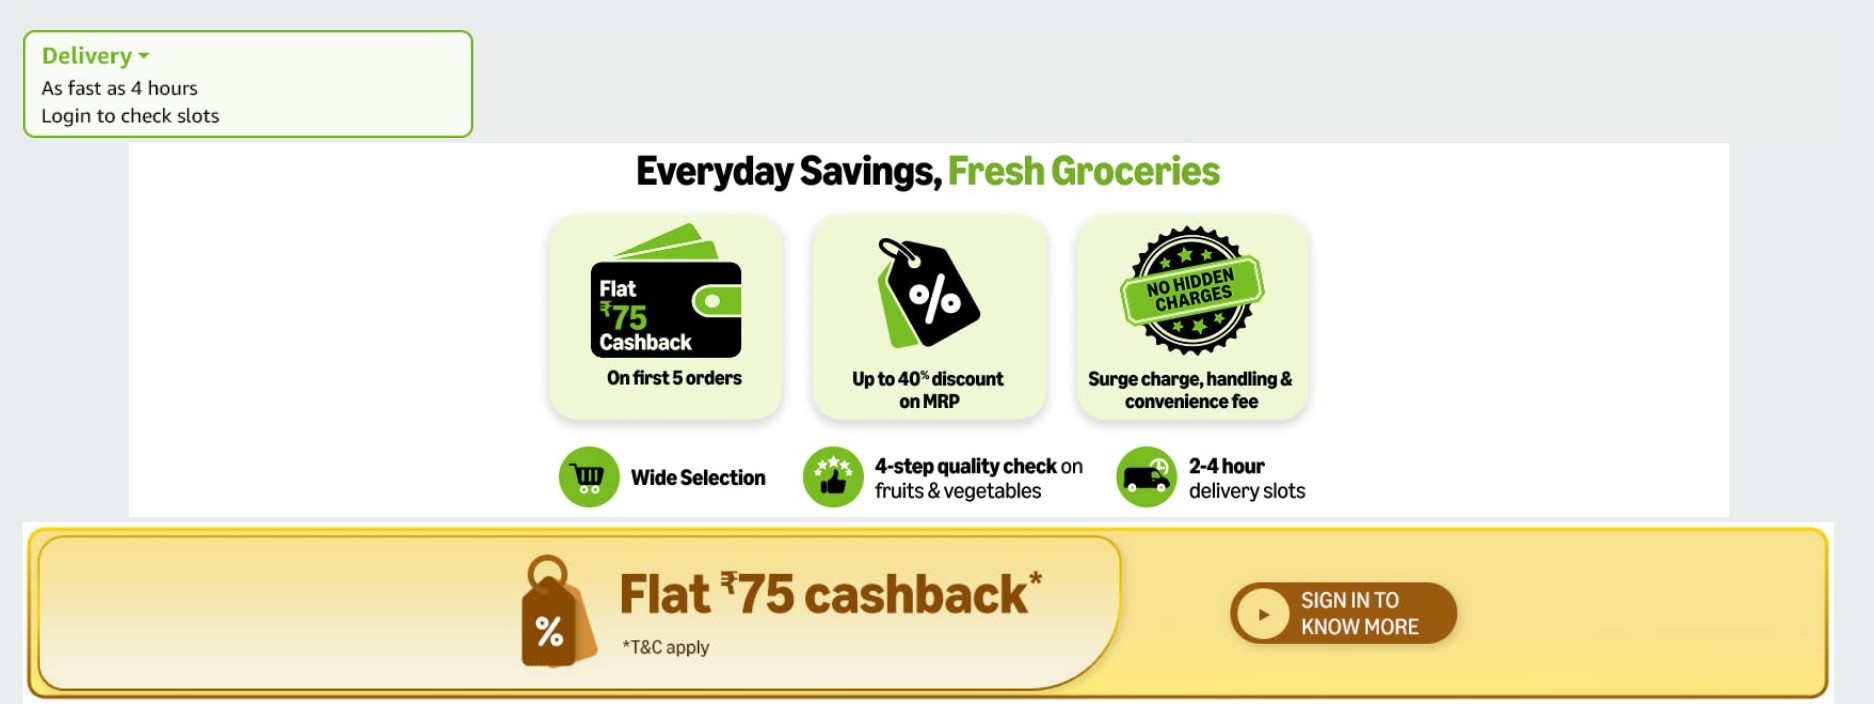 Delivery
As fast as 4 hours
Login to check slots
Everyday Savings, Fresh Groceries
Flat
₹75
Cashback
On first 5 orders
%
Up to 40% discount
on MRP
NO HIDDEN
CHARGES
Surge charge, handling &
convenience fee
Wide Selection
4-step quality check on
fruits & vegetables
2-4 hour
delivery slots
%
Flat ₹75 cashback*
*T&C apply
SIGN IN TO
KNOW MORE